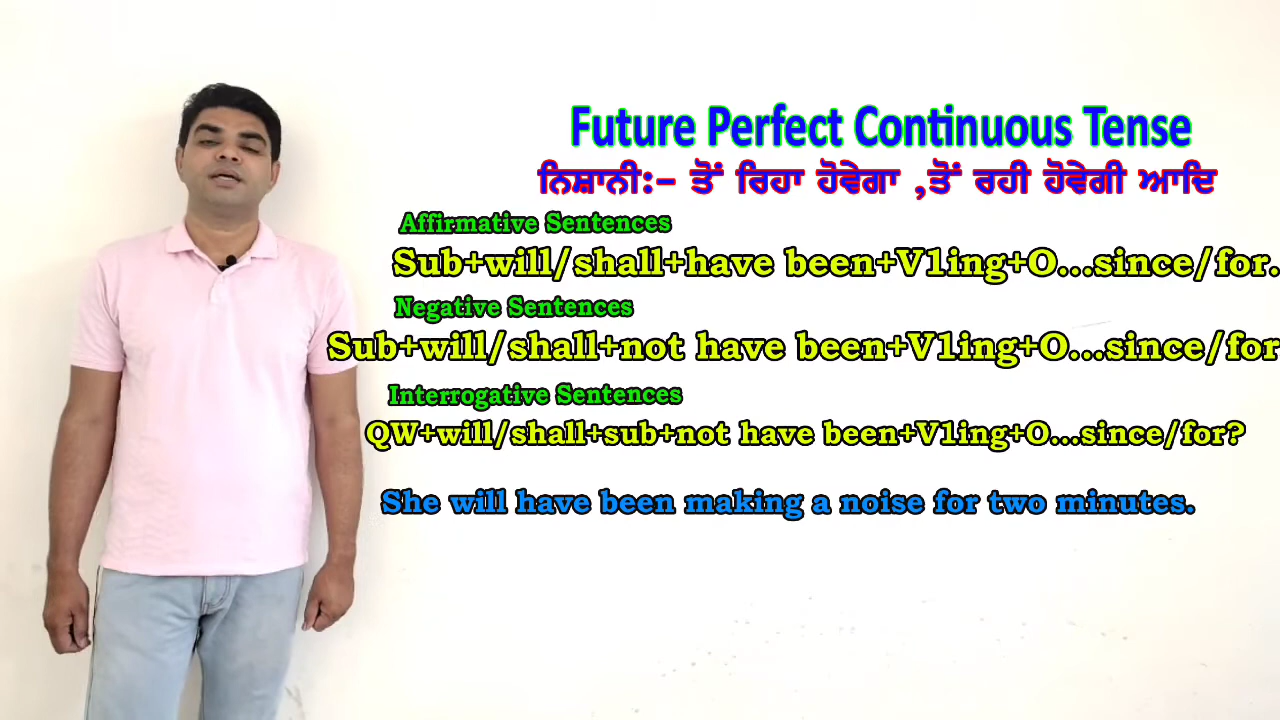 Future Perfect Continuous Tense
ਨਿਸ਼ਾਨੀ:- ਤੋਂ ਰਿਹਾ ਹੋਵੇਗਾ ,ਤੋਂ ਰਹੀ ਹੋਵੇਗੀ ਆਦਿ
Affirmative Sentences
Sub+will/shall+have been+V1ing+O...since/for.
Negative Sentences
Sub+will/shall+not have been+V1ing+O...since/for
Interrogative Sentences
QW+will/shall+sub+not have been+V1ing+O...since/for?
She will have been making a noise for two minutes.